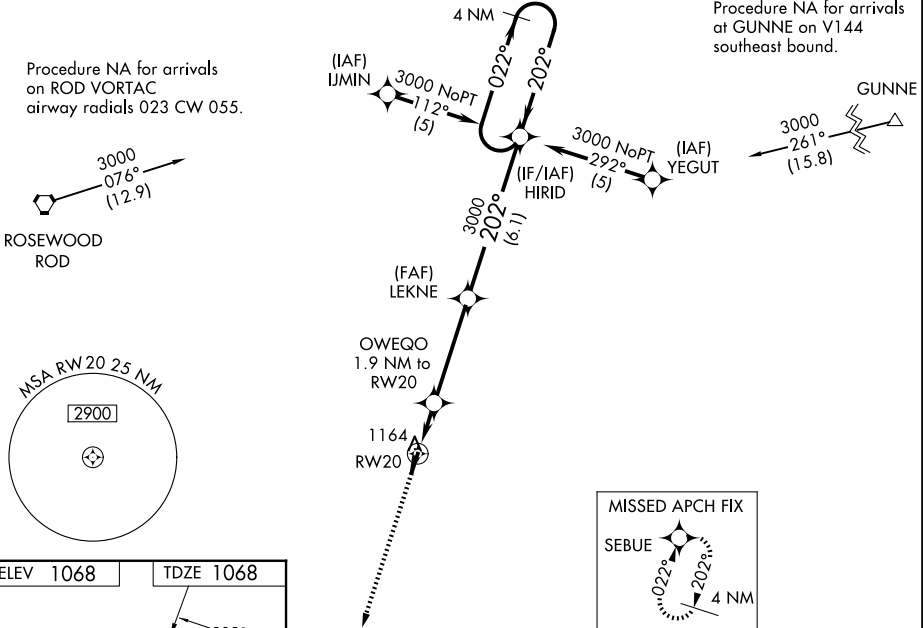 Procedure NA for arrivals
on ROD VORTAC
airway radials 023 CW 055.
3000
076°
(12.9)
ROSEWOOD
ROD
4 NM
022°
202°
(IAF)
IJMIN
3000 NoPT
112°
(5)
(IF/IAF)
HIRID
3000 NoPT
292°
(5)
(IAF)
YEGUT
Procedure NA for arrivals
at GUNNE on V144
southeast bound.
GUNNE
3000
261°
(15.8)
3000
202°
(6.1)
(FAF)
LEKNE
OWEQO
1.9 NM to
RW20
1164
RW20
MSA RW20 25 NM
2900
MISSED APCH FIX
SEBUE
022°
202°
4 NM
ELEV 1068
TDZE 1068